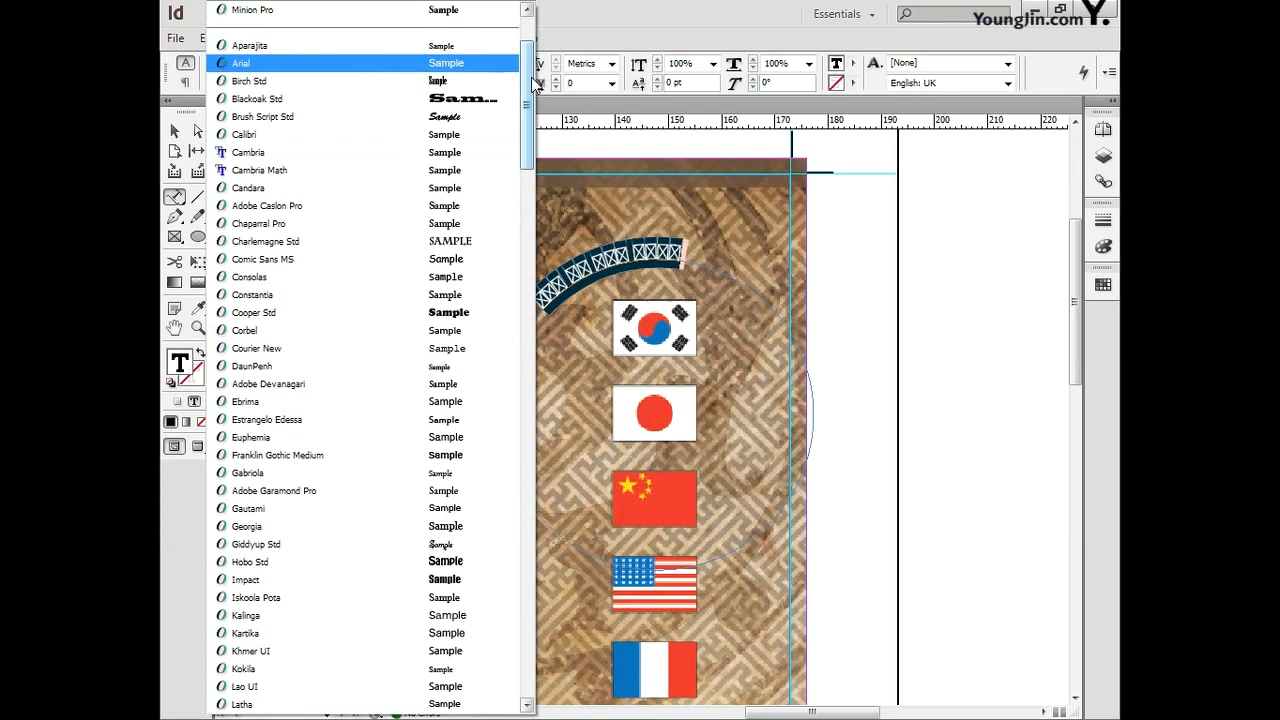 Id
Essentials
YoungJin.com Y.
File
Minion Pro Sample
Aparajita Sample
Arial Sample
Birch Std Sample
Blackoak Std Sam...
Brush Script Std Sample
Calibri Sample
Cambria Sample
Cambria Math Sample
Candara Sample
Adobe Caslon Pro Sample
Chaparral Pro Sample
Charlemagne Std SAMPLE
Comic Sans MS Sample
Consolas Sample
Constantia Sample
Cooper Std Sample
Corbel Sample
Courier New Sample
DaunPenh Sample
Adobe Devanagari Sample
Ebrima Sample
Estrangelo Edessa Sample
Euphemia Sample
Franklin Gothic Medium Sample
Gabriola Sample
Adobe Garamond Pro Sample
Gautami Sample
Georgia Sample
Giddyup Std Sample
Hobo Std Sample
Impact Sample
Iskoola Pota Sample
Kalinga Sample
Kartika Sample
Khmer UI Sample
Kokila Sample
Lao UI Sample
Latha Sample
Metrics 100% 100% [None]
0 0 pt 0° English: UK
130 140 150 160 170 180 190 200 210 220